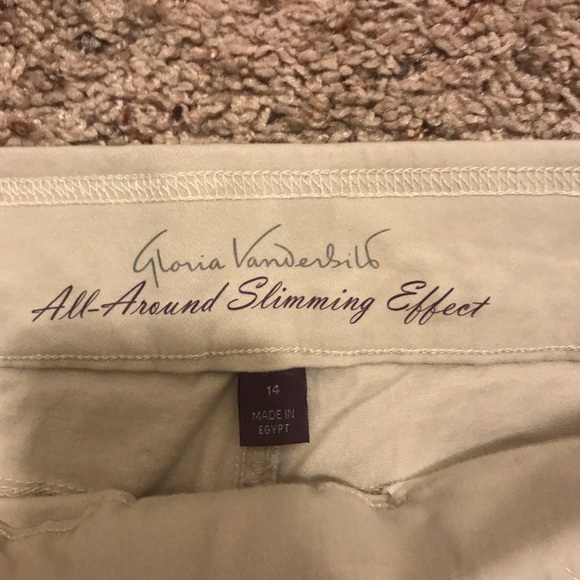 Gloria Vanderbilt
All-Around Slimming Effect
14
MADE IN
EGYPT